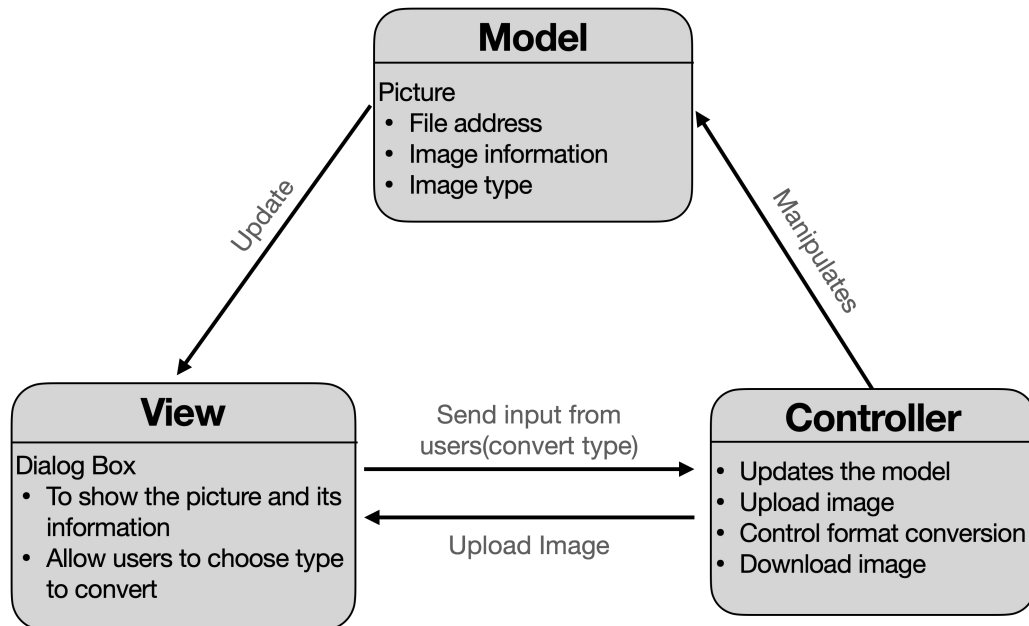 Model
Picture
• File address
• Image information
• Image type
Update
Manipulates
View
Dialog Box
• To show the picture and its
information
• Allow users to choose type
to convert
Send input from
users(convert type)
Upload Image
Controller
• Updates the model
• Upload image
• Control format conversion
• Download image